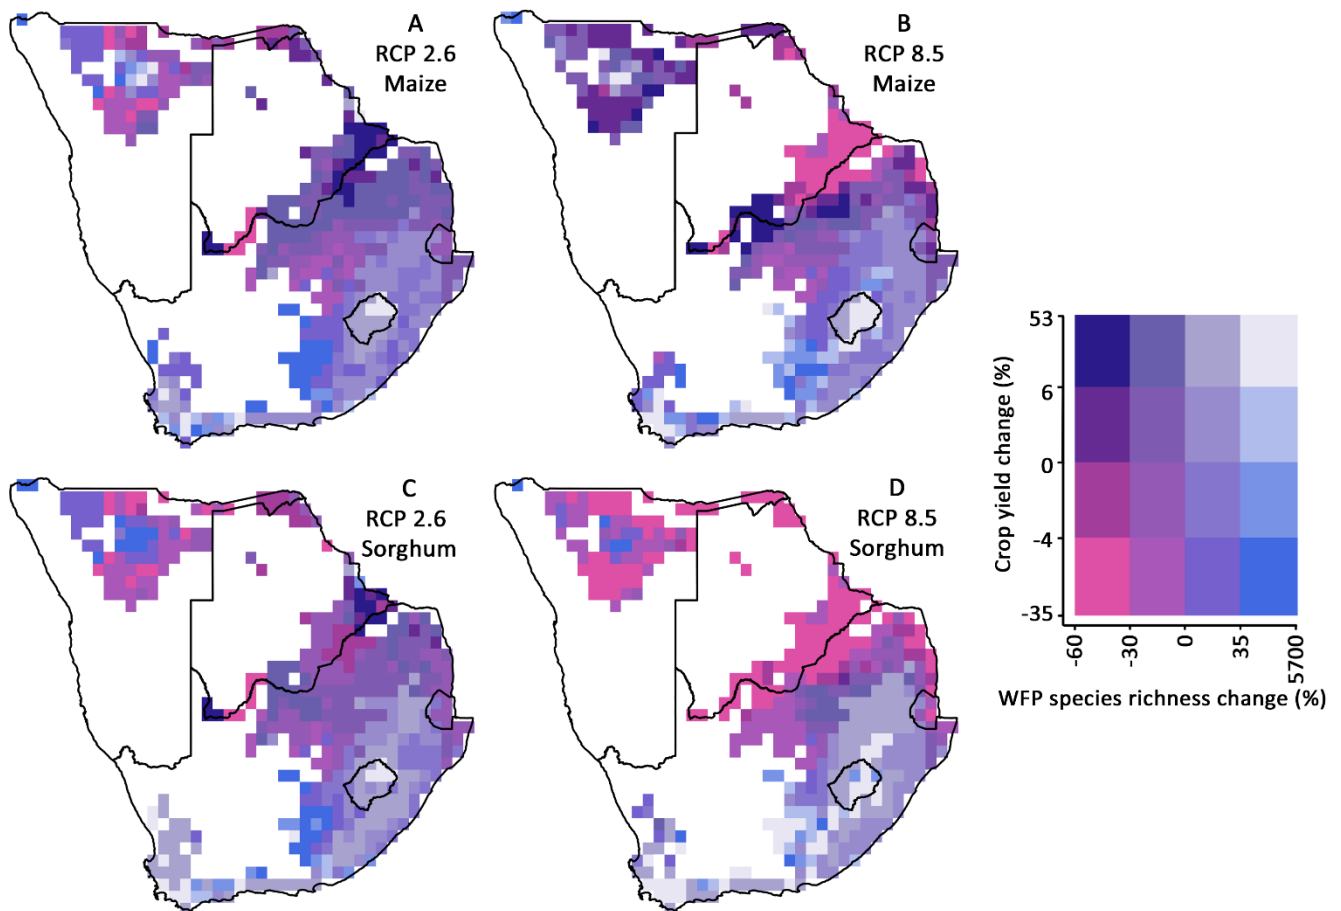 A
RCP 2.6
Maize
B
RCP 8.5
Maize
C
RCP 2.6
Sorghum
D
RCP 8.5
Sorghum
Crop yield change (%)
53
6
0
-4
-35
-60
-30
0
35
5700
WFP species richness change (%)